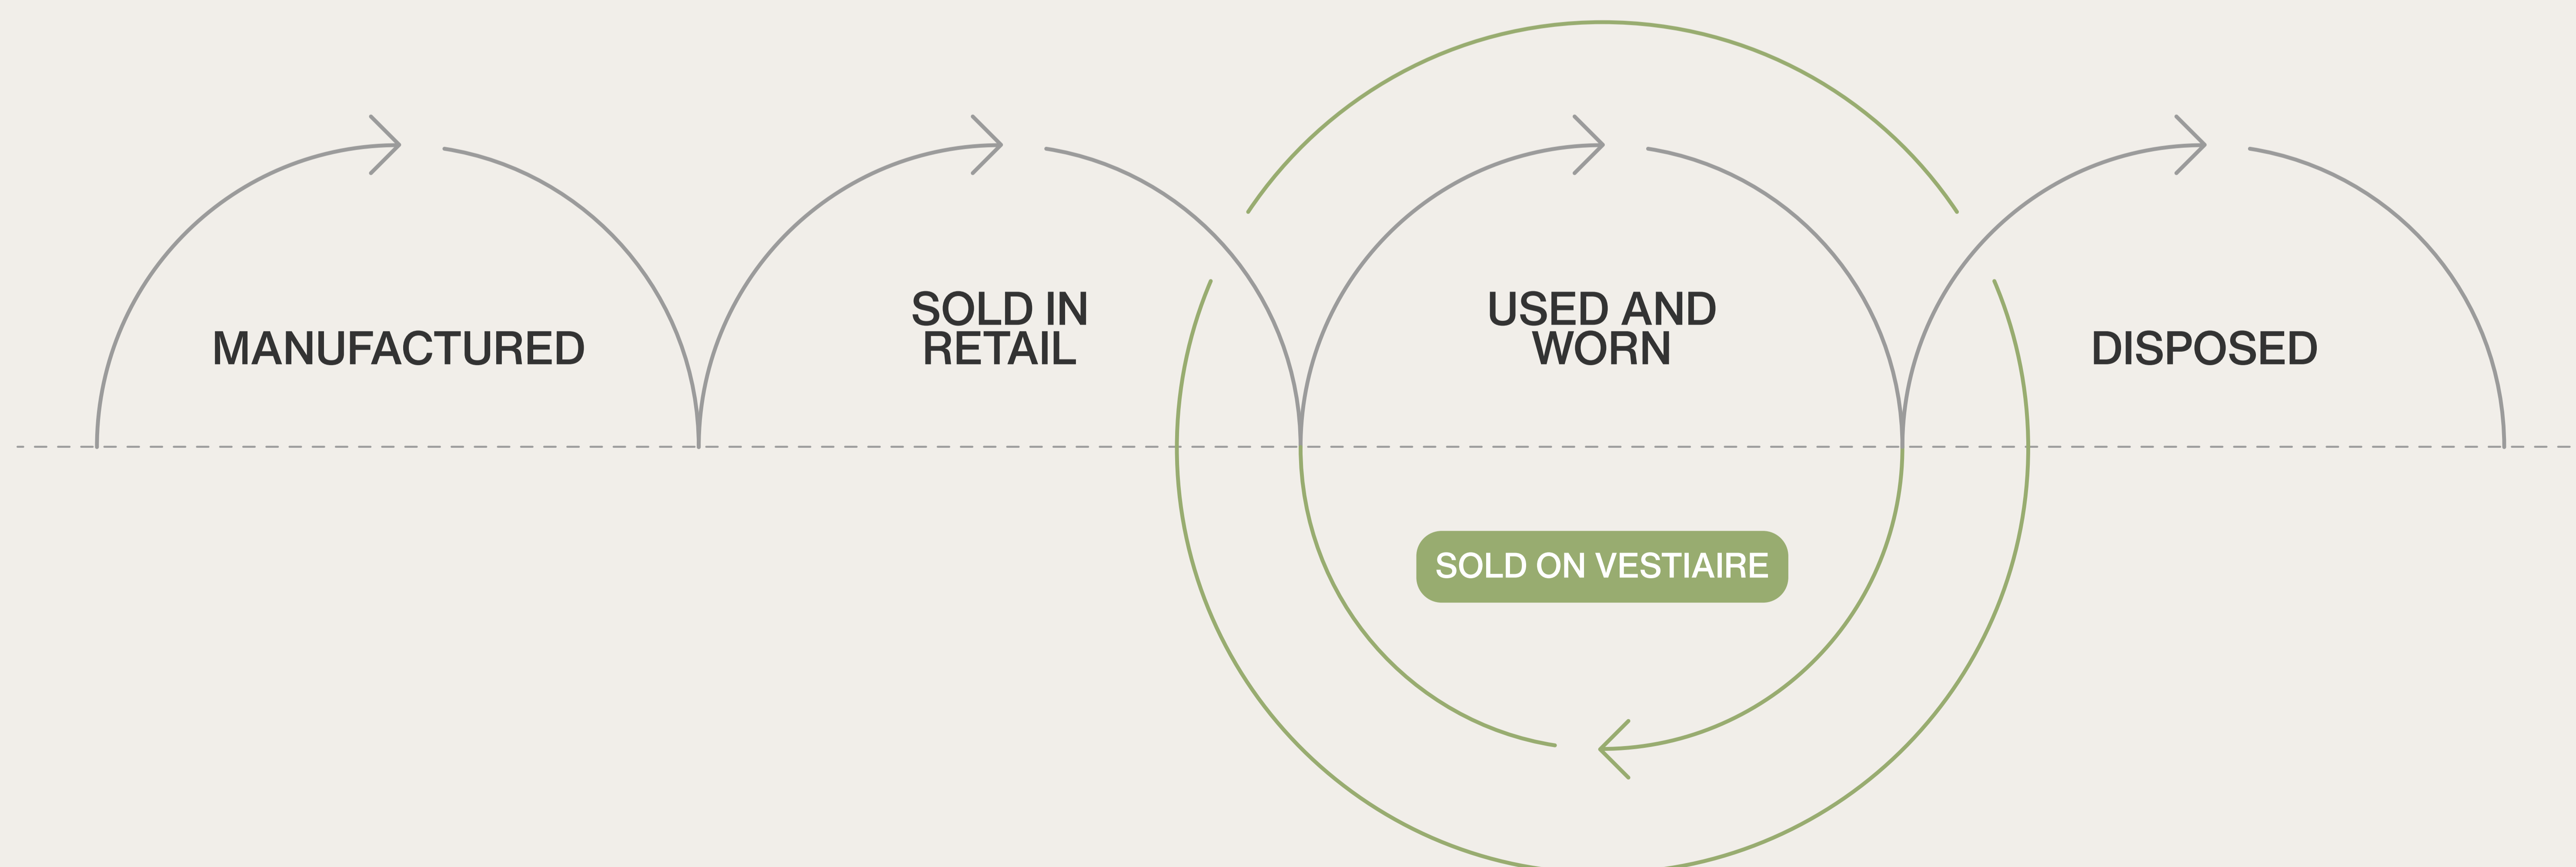 MANUFACTURED
SOLD IN
RETAIL
USED AND
WORN
DISPOSED
SOLD ON VESTIAIRE